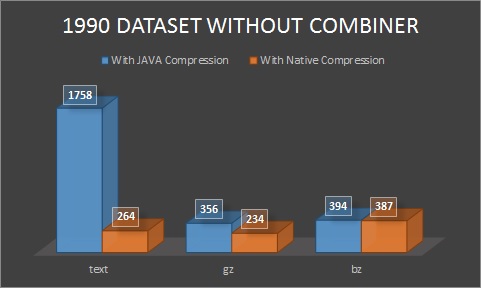 1990 DATASET WITHOUT COMBINER
With JAVA Compression With Native Compression
1758
264
356
234
394
387
text gz bz